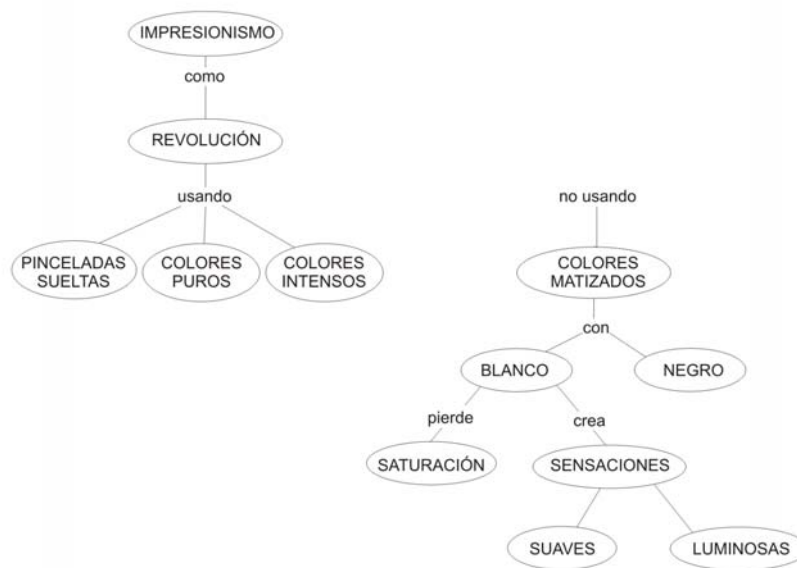 IMPRESIONISMO
como
REVOLUCIÓN
usando
no usando
PINCELADAS
SUELTAS
COLORES
PUROS
COLORES
INTENSOS
COLORES
MATIZADOS
con
BLANCO
NEGRO
pierde
crea
SATURACIÓN
SENSACIONES
SUAVES
LUMINOSAS